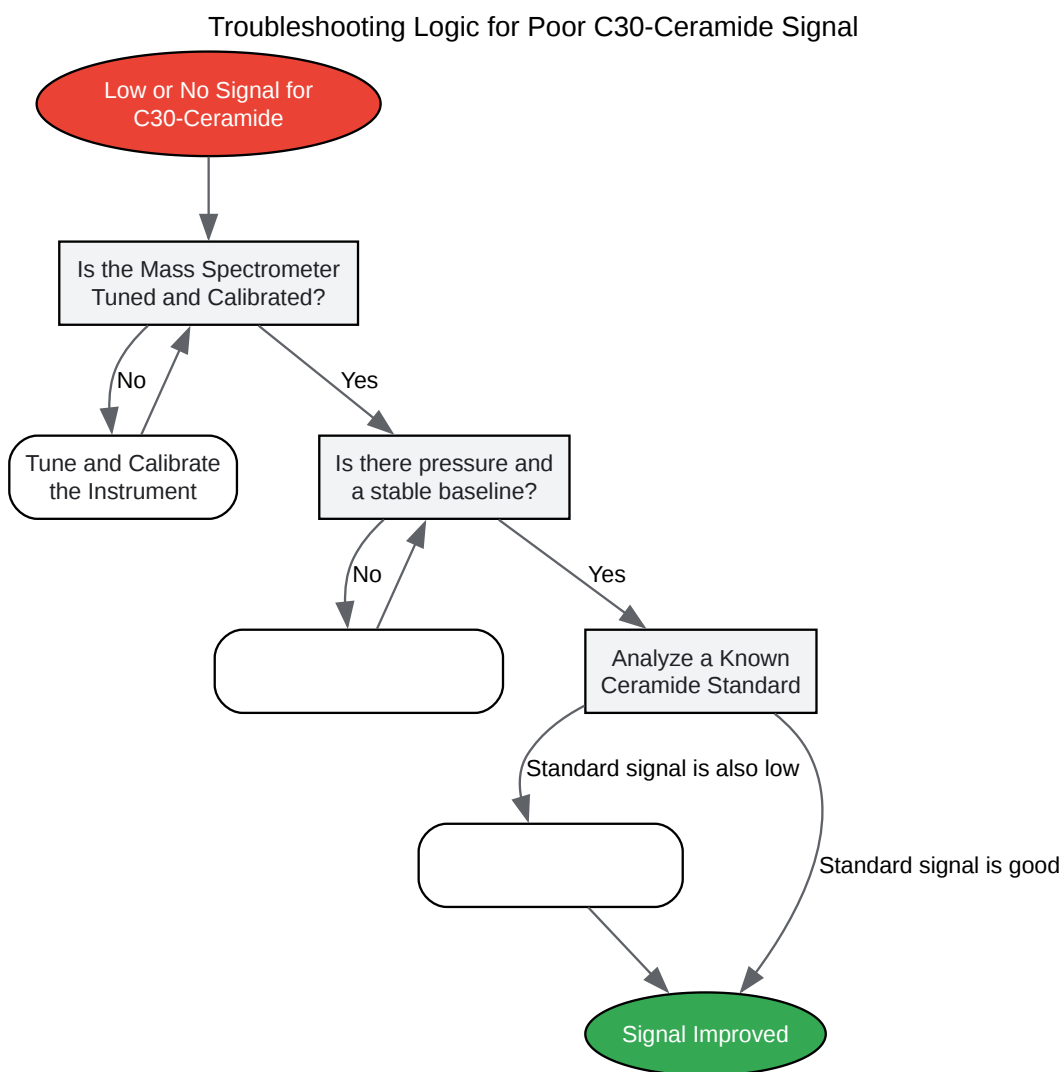 Troubleshooting Logic for Poor C30-Ceramide Signal
Low or No Signal for
C30-Ceramide
Is the Mass Spectrometer
Tuned and Calibrated?
No
Yes
Tune and Calibrate
the Instrument
Is there pressure and
a stable baseline?
No
Yes
Analyze a Known
Ceramide Standard
Standard signal is also low
Standard signal is good
Signal Improved